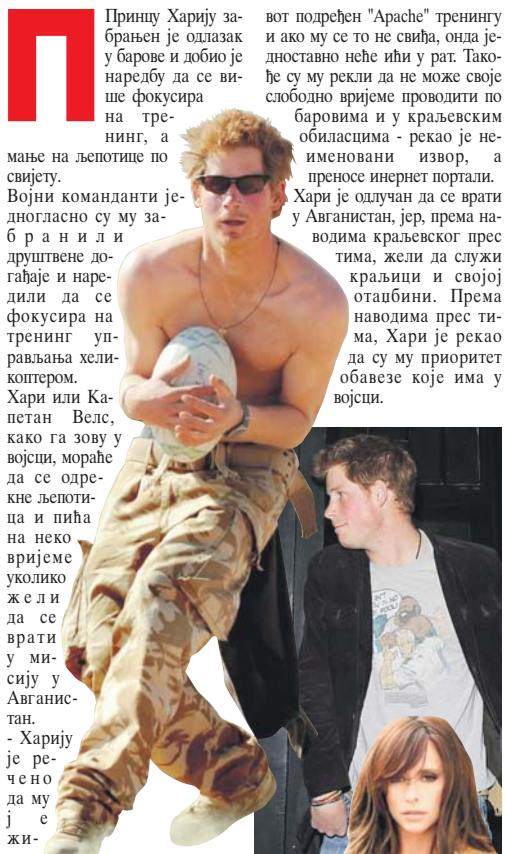 П
Принцу Харију за-
брањен је одлазак
у барове и добио је
наредбу да се ви-
ше фокусира
на тре-
нинг, а
мање на љепотице по
свијету.
Војни команданти је-
дногласно су му за-
бранили
друштвене до-
гађаје и наре-
дили да се
фокусира на
тренинг уп-
рављања хели-
коптером.
Хари или Ка-
петан Велс,
како га зову у
војсци, мораће
да се одре-
кне љепоти-
ца и пића
на неко
вријеме
уколико
жели
да се
врати
у ми-
сију у
Авганис-
тан.
- Харију
је ре-
чено
да му
је
жи-
вот подређен "Apache" тренингу
и ако му се то не свиђа, онда је-
дноставно неће ићи у рат. Тако-
ђе су му рекли да не може своје
слободно вријеме проводити по
баровима и у краљевским
обиласцима - рекао је не-
именовани извор, а
преносе инернет портали.
Хари је одлучан да се врати
у Авганистан, јер, према на-
водима краљевског прес
тима, жели да служи
краљици и својој
отаџбини. Према
наводима прес ти-
ма, Хари је рекао
да су му приоритет
обавезе које има у
војсци.